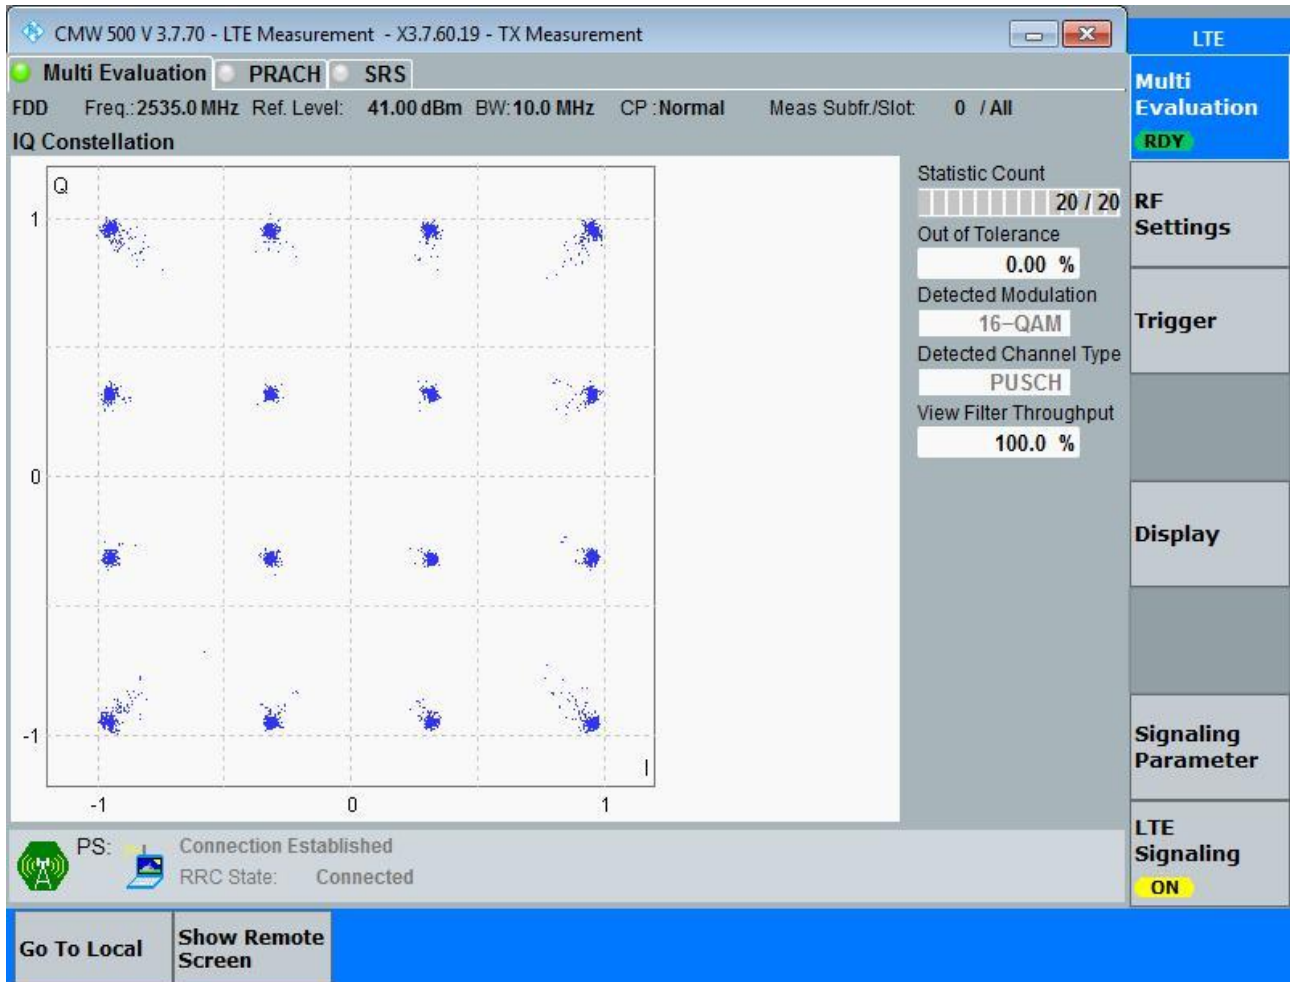 CMW 500 V 3.7.70 - LTE Measurement - X3.7.60.19 - TX Measurement
LTE
Multi Evaluation PRACH SRS
FDD Freq.: 2535.0 MHz Ref. Level: 41.00 dBm BW: 10.0 MHz CP : Normal Meas Subfr./Slot: 0 / All
IQ Constellation
Q
1
0
-1
I
-1 0 1
Statistic Count
20 / 20
Out of Tolerance
0.00 %
Detected Modulation
16-QAM
Detected Channel Type
PUSCH
View Filter Throughput
100.0 %
Multi
Evaluation
RDY
RF
Settings
Trigger
Display
Signaling
Parameter
LTE
Signaling
ON
PS: Connection Established
RRC State: Connected
Go To Local
Show Remote
Screen